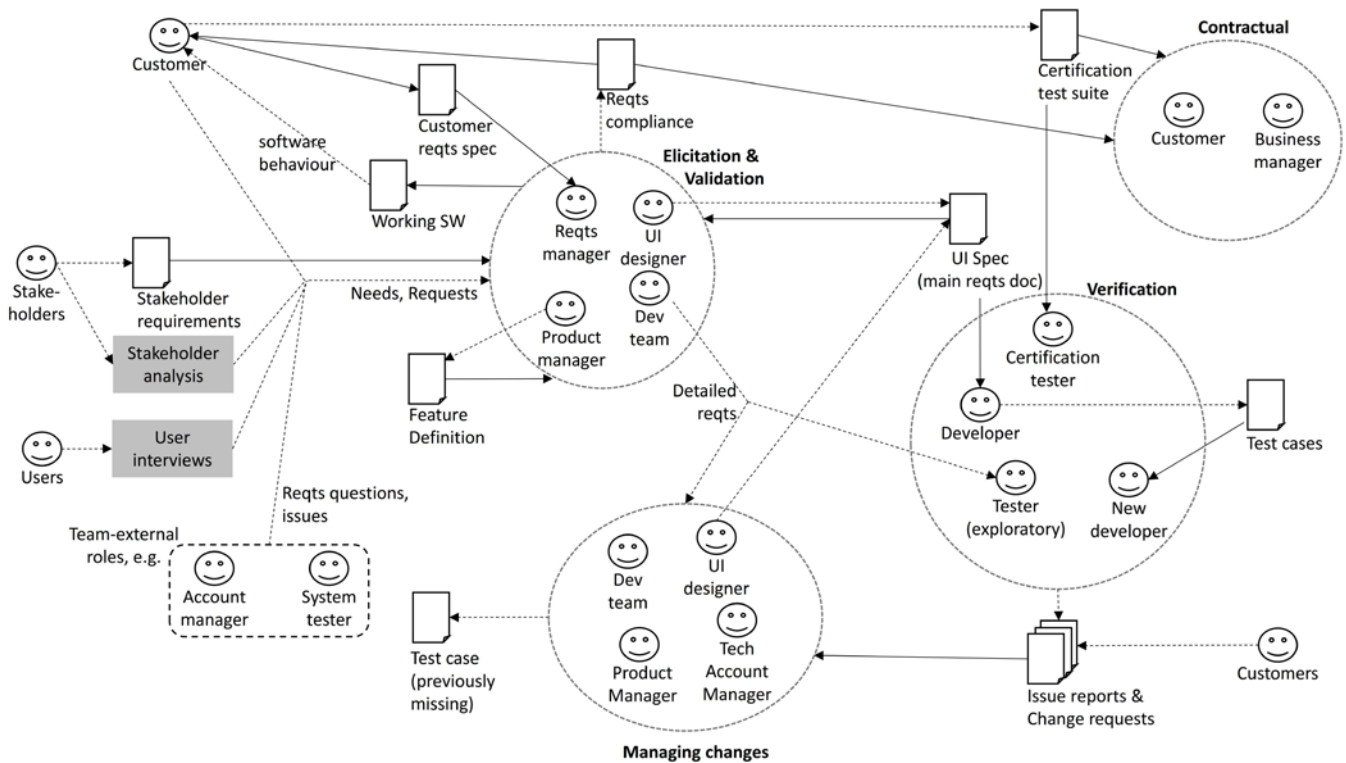 Customer
Certification
test suite
Contractual
Customer
Business
manager
Reqts
compliance
Customer
reqts spec
software
behaviour
Working SW
Elicitation &
Validation
Reqts
manager
UI
designer
Dev
team
Product
manager
UI Spec
(main reqts doc)
Stake-
holders
Stakeholder
requirements
Needs, Requests
Stakeholder
analysis
Users
User
interviews
Feature
Definition
Detailed
reqts
Verification
Certification
tester
Developer
Tester
(exploratory)
New
developer
Test cases
Reqts questions,
issues
Team-external
roles, e.g.
Account
manager
System
tester
Test case
(previously
missing)
Dev
team
UI
designer
Product
Manager
Tech
Account
Manager
Managing changes
Issue reports &
Change requests
Customers